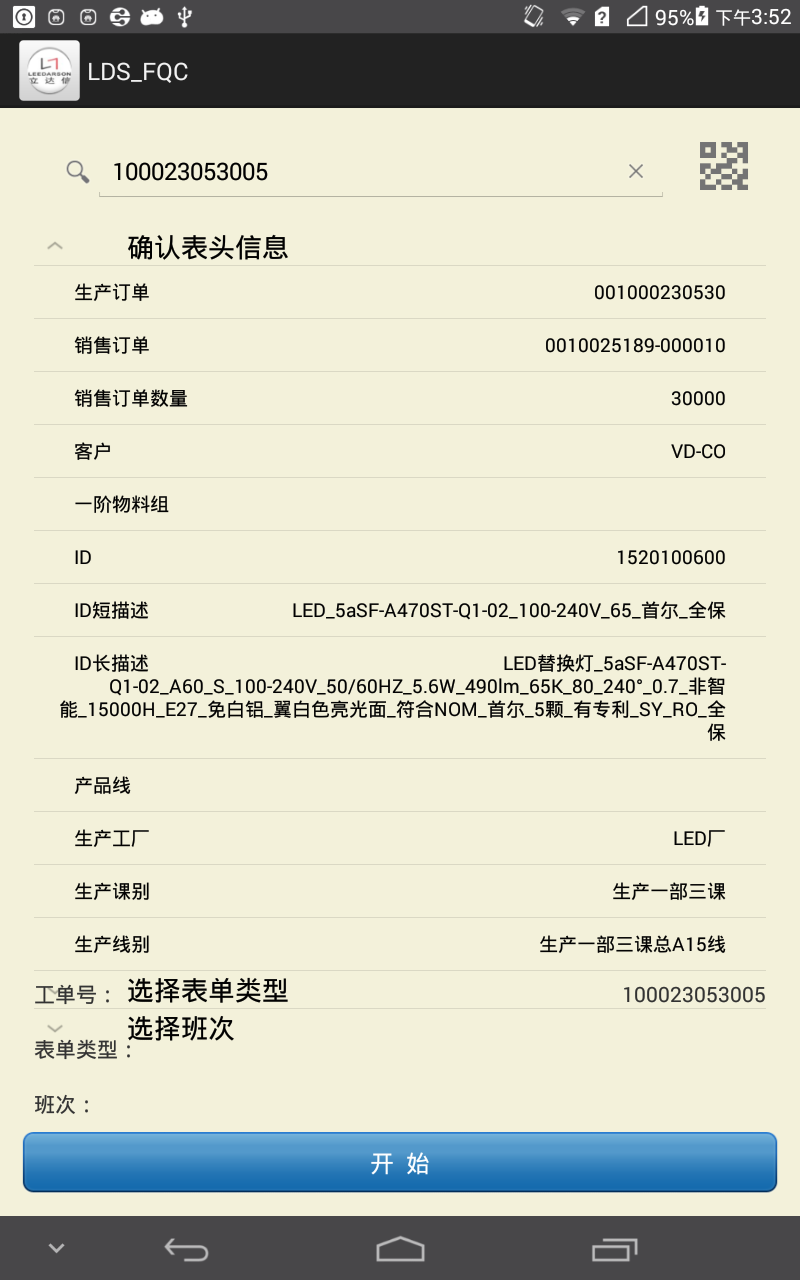 95% 下午3:52
LEEDARSON
立达信
LDS_FQC
100023053005
确认表头信息
生产订单 001000230530
销售订单 0010025189-000010
销售订单数量 30000
客户 VD-CO
一阶物料组
ID 1520100600
ID短描述 LED_5aSF-A470ST-Q1-02_100-240V_65_首尔_全保
ID长描述 LED替换灯_5aSF-A470ST-
Q1-02_A60_S_100-240V_50/60HZ_5.6W_490lm_65K_80_240°_0.7_非智
能_15000H_E27_免白铝_翼白色亮光面_符合NOM_首尔_5颗_有专利_SY_RO_全
保
产品线
生产工厂 LED厂
生产课别 生产一部三课
生产线别 生产一部三课总A15线
工单号： 选择表单类型 100023053005
选择班次
表单类型：
班次：
开 始